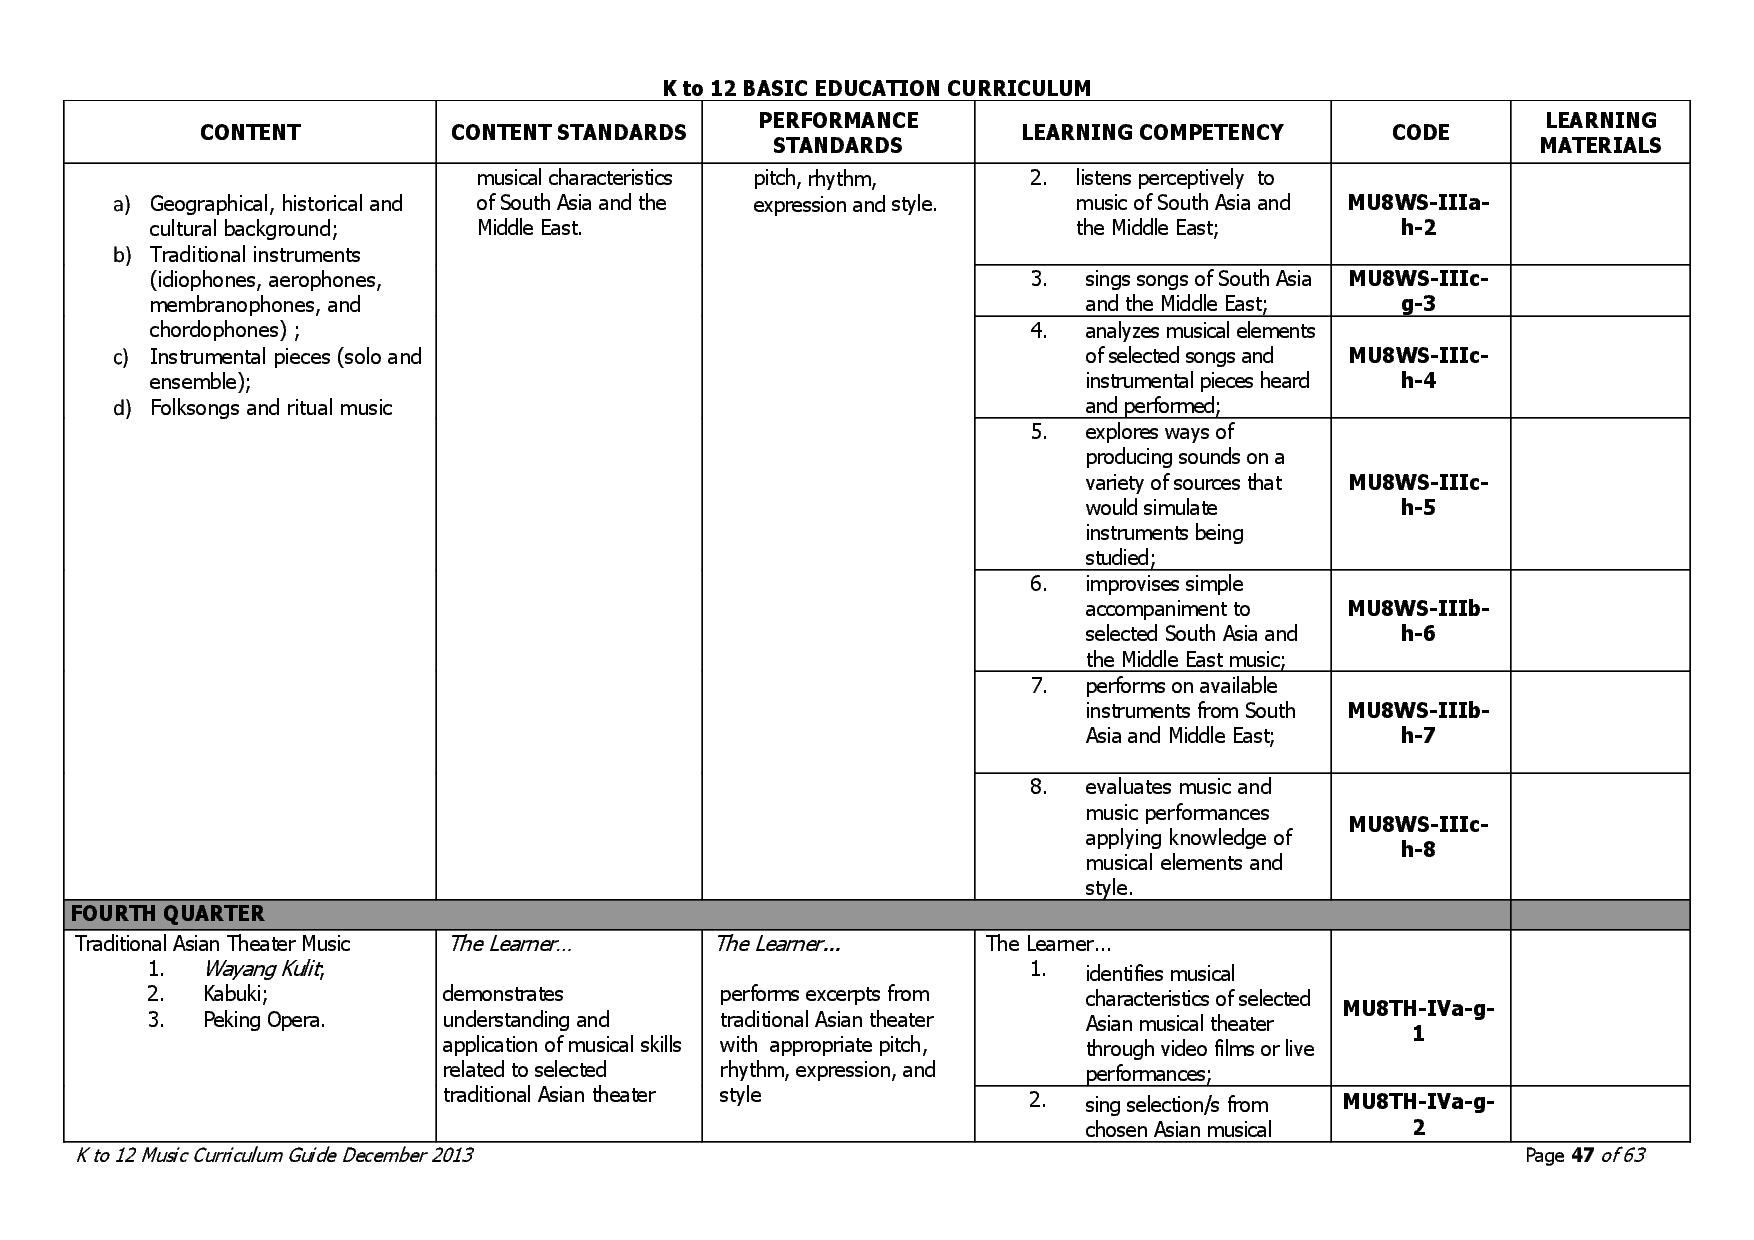 K to 12 BASIC EDUCATION CURRICULUM
CONTENT
CONTENT STANDARDS
PERFORMANCE
STANDARDS
LEARNING COMPETENCY
CODE
LEARNING
MATERIALS
a) Geographical, historical and
cultural background;
b) Traditional instruments
(idiophones, aerophones,
membranophones, and
chordophones) ;
c) Instrumental pieces (solo and
ensemble);
d) Folksongs and ritual music
musical characteristics
of South Asia and the
Middle East.
pitch, rhythm,
expression and style.
2. listens perceptively to
music of South Asia and
the Middle East;
MU8WS-IIIa-
h-2
3. sings songs of South Asia
and the Middle East;
MU8WS-IIIc-
g-3
4. analyzes musical elements
of selected songs and
instrumental pieces heard
and performed;
MU8WS-IIIc-
h-4
5. explores ways of
producing sounds on a
variety of sources that
would simulate
instruments being
studied;
MU8WS-IIIc-
h-5
6. improvises simple
accompaniment to
selected South Asia and
the Middle East music;
MU8WS-IIIb-
h-6
7. performs on available
instruments from South
Asia and Middle East;
MU8WS-IIIb-
h-7
8. evaluates music and
music performances
applying knowledge of
musical elements and
style.
MU8WS-IIIc-
h-8
FOURTH QUARTER
Traditional Asian Theater Music
1. Wayang Kulit;
2. Kabuki;
3. Peking Opera.
The Learner…
demonstrates
understanding and
application of musical skills
related to selected
traditional Asian theater
The Learner...
performs excerpts from
traditional Asian theater
with appropriate pitch,
rhythm, expression, and
style
The Learner…
1. identifies musical
characteristics of selected
Asian musical theater
through video films or live
performances;
MU8TH-IVa-g-
1
2. sing selection/s from
chosen Asian musical
MU8TH-IVa-g-
2
K to 12 Music Curriculum Guide December 2013
Page 47 of 63